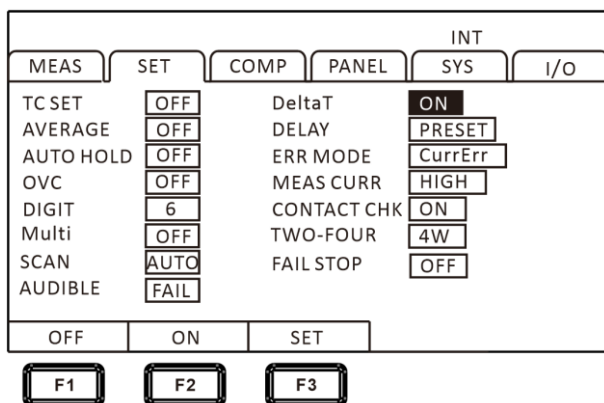 INT
MEAS SET COMP PANEL SYS I/O
TC SET OFF DeltaT ON
AVERAGE OFF DELAY PRESET
AUTO HOLD OFF ERR MODE CurrErr
OVC OFF MEAS CURR HIGH
DIGIT 6 CONTACT CHK ON
Multi OFF TWO-FOUR 4W
SCAN AUTO FAIL STOP OFF
AUDIBLE FAIL
OFF ON SET
F1 F2 F3